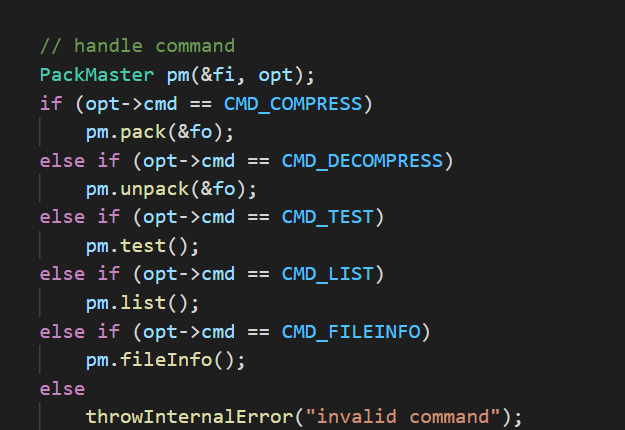 // handle command
PackMaster pm(&fi, opt);
if (opt->cmd == CMD_COMPRESS)
    pm.pack(&fo);
else if (opt->cmd == CMD_DECOMPRESS)
    pm.unpack(&fo);
else if (opt->cmd == CMD_TEST)
    pm.test();
else if (opt->cmd == CMD_LIST)
    pm.list();
else if (opt->cmd == CMD_FILEINFO)
    pm.fileInfo();
else
    throwInternalError("invalid command");